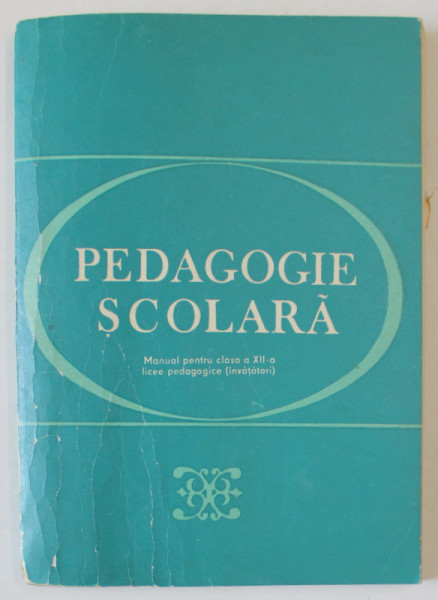 PEDAGOGIE
ȘCOLARĂ
Manual pentru clasa a XII-a
licee pedagogice (învățători)